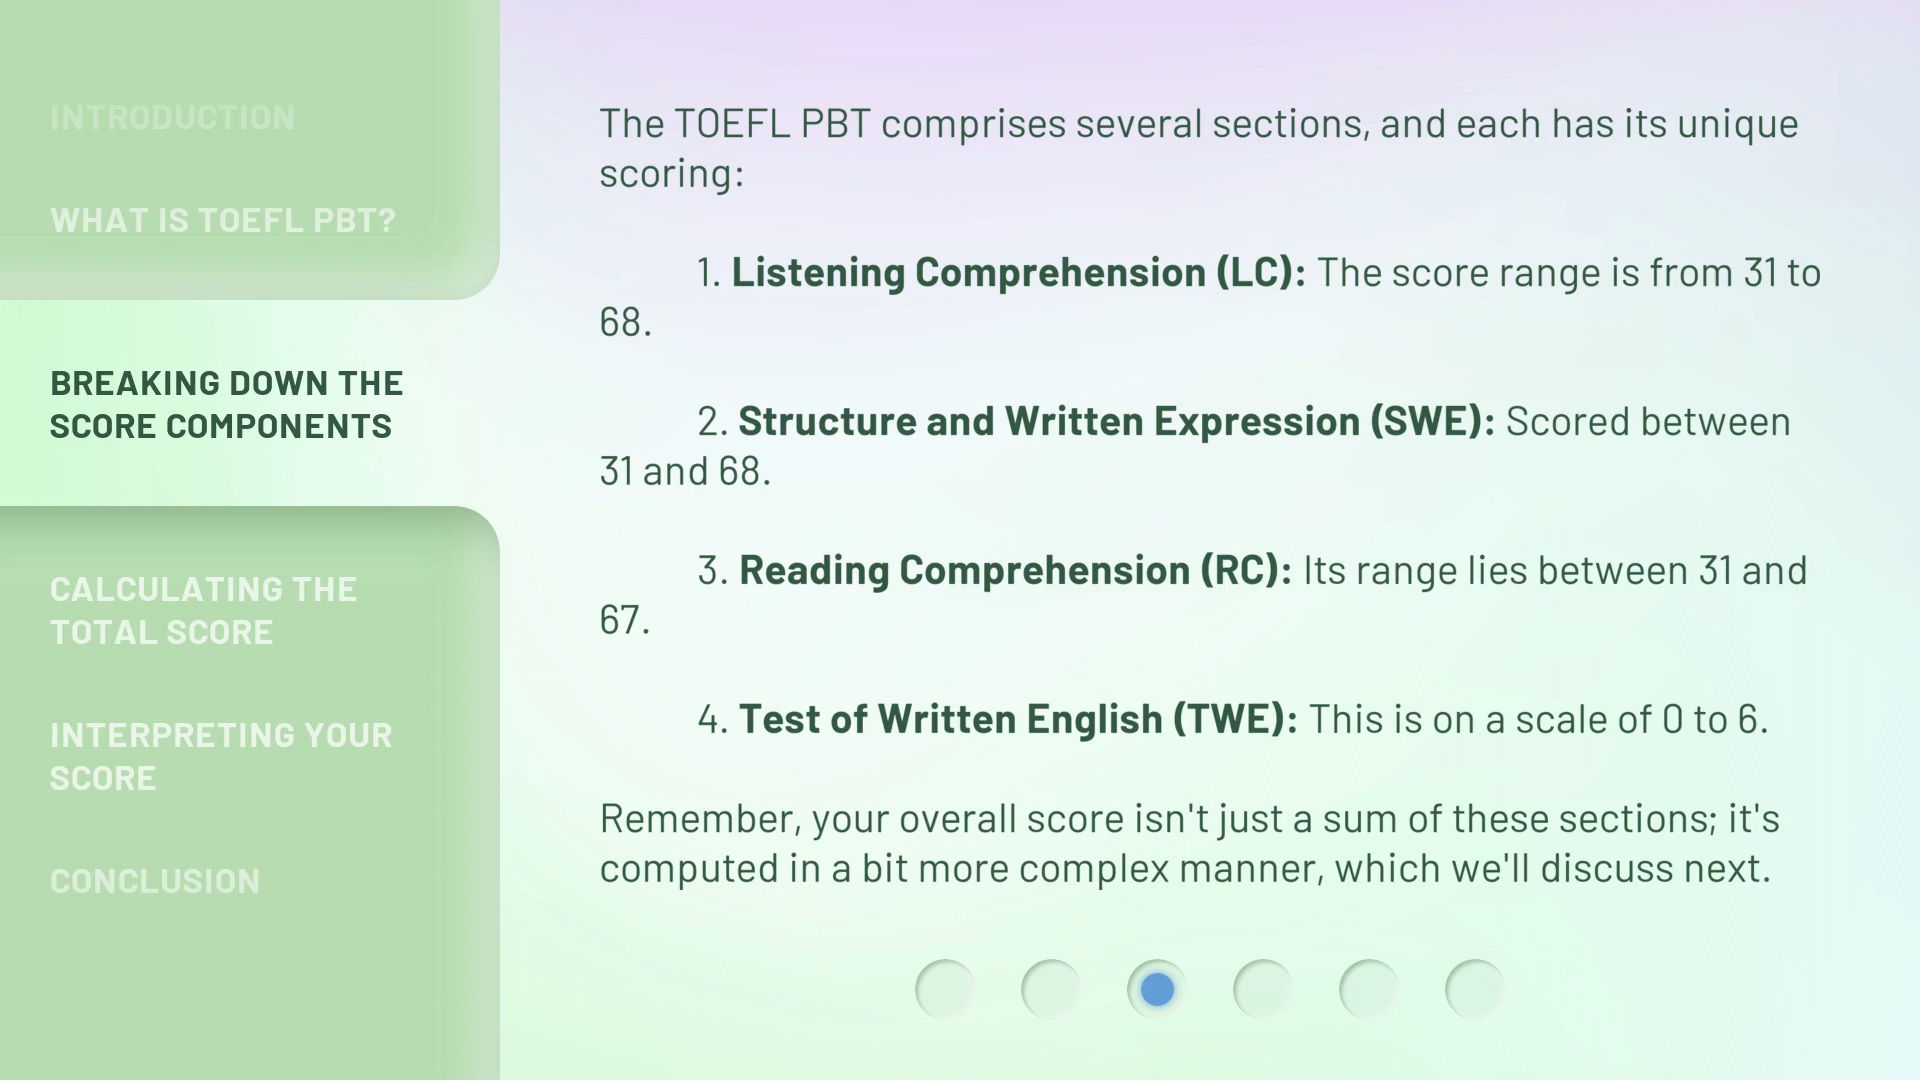 INTRODUCTION
WHAT IS TOEFL PBT?
BREAKING DOWN THE
SCORE COMPONENTS
CALCULATING THE
TOTAL SCORE
INTERPRETING YOUR
SCORE
CONCLUSION
The TOEFL PBT comprises several sections, and each has its unique
scoring:
1. Listening Comprehension (LC): The score range is from 31 to
68.
2. Structure and Written Expression (SWE): Scored between
31 and 68.
3. Reading Comprehension (RC): Its range lies between 31 and
67.
4. Test of Written English (TWE): This is on a scale of 0 to 6.
Remember, your overall score isn't just a sum of these sections; it's
computed in a bit more complex manner, which we'll discuss next.